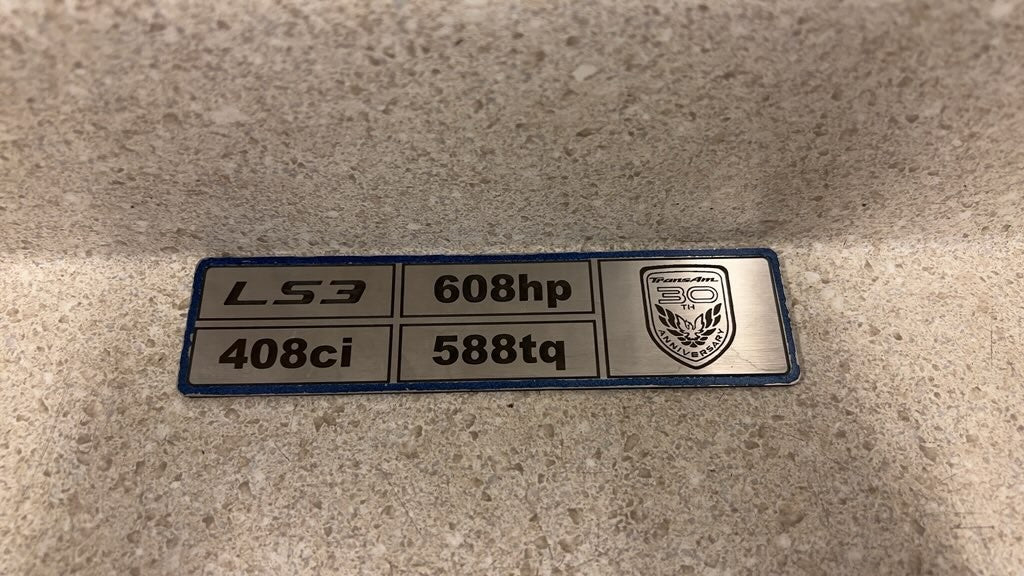 LS3
608hp
408ci
588tq
TransAm.
30
TH
ANNIVERSARY